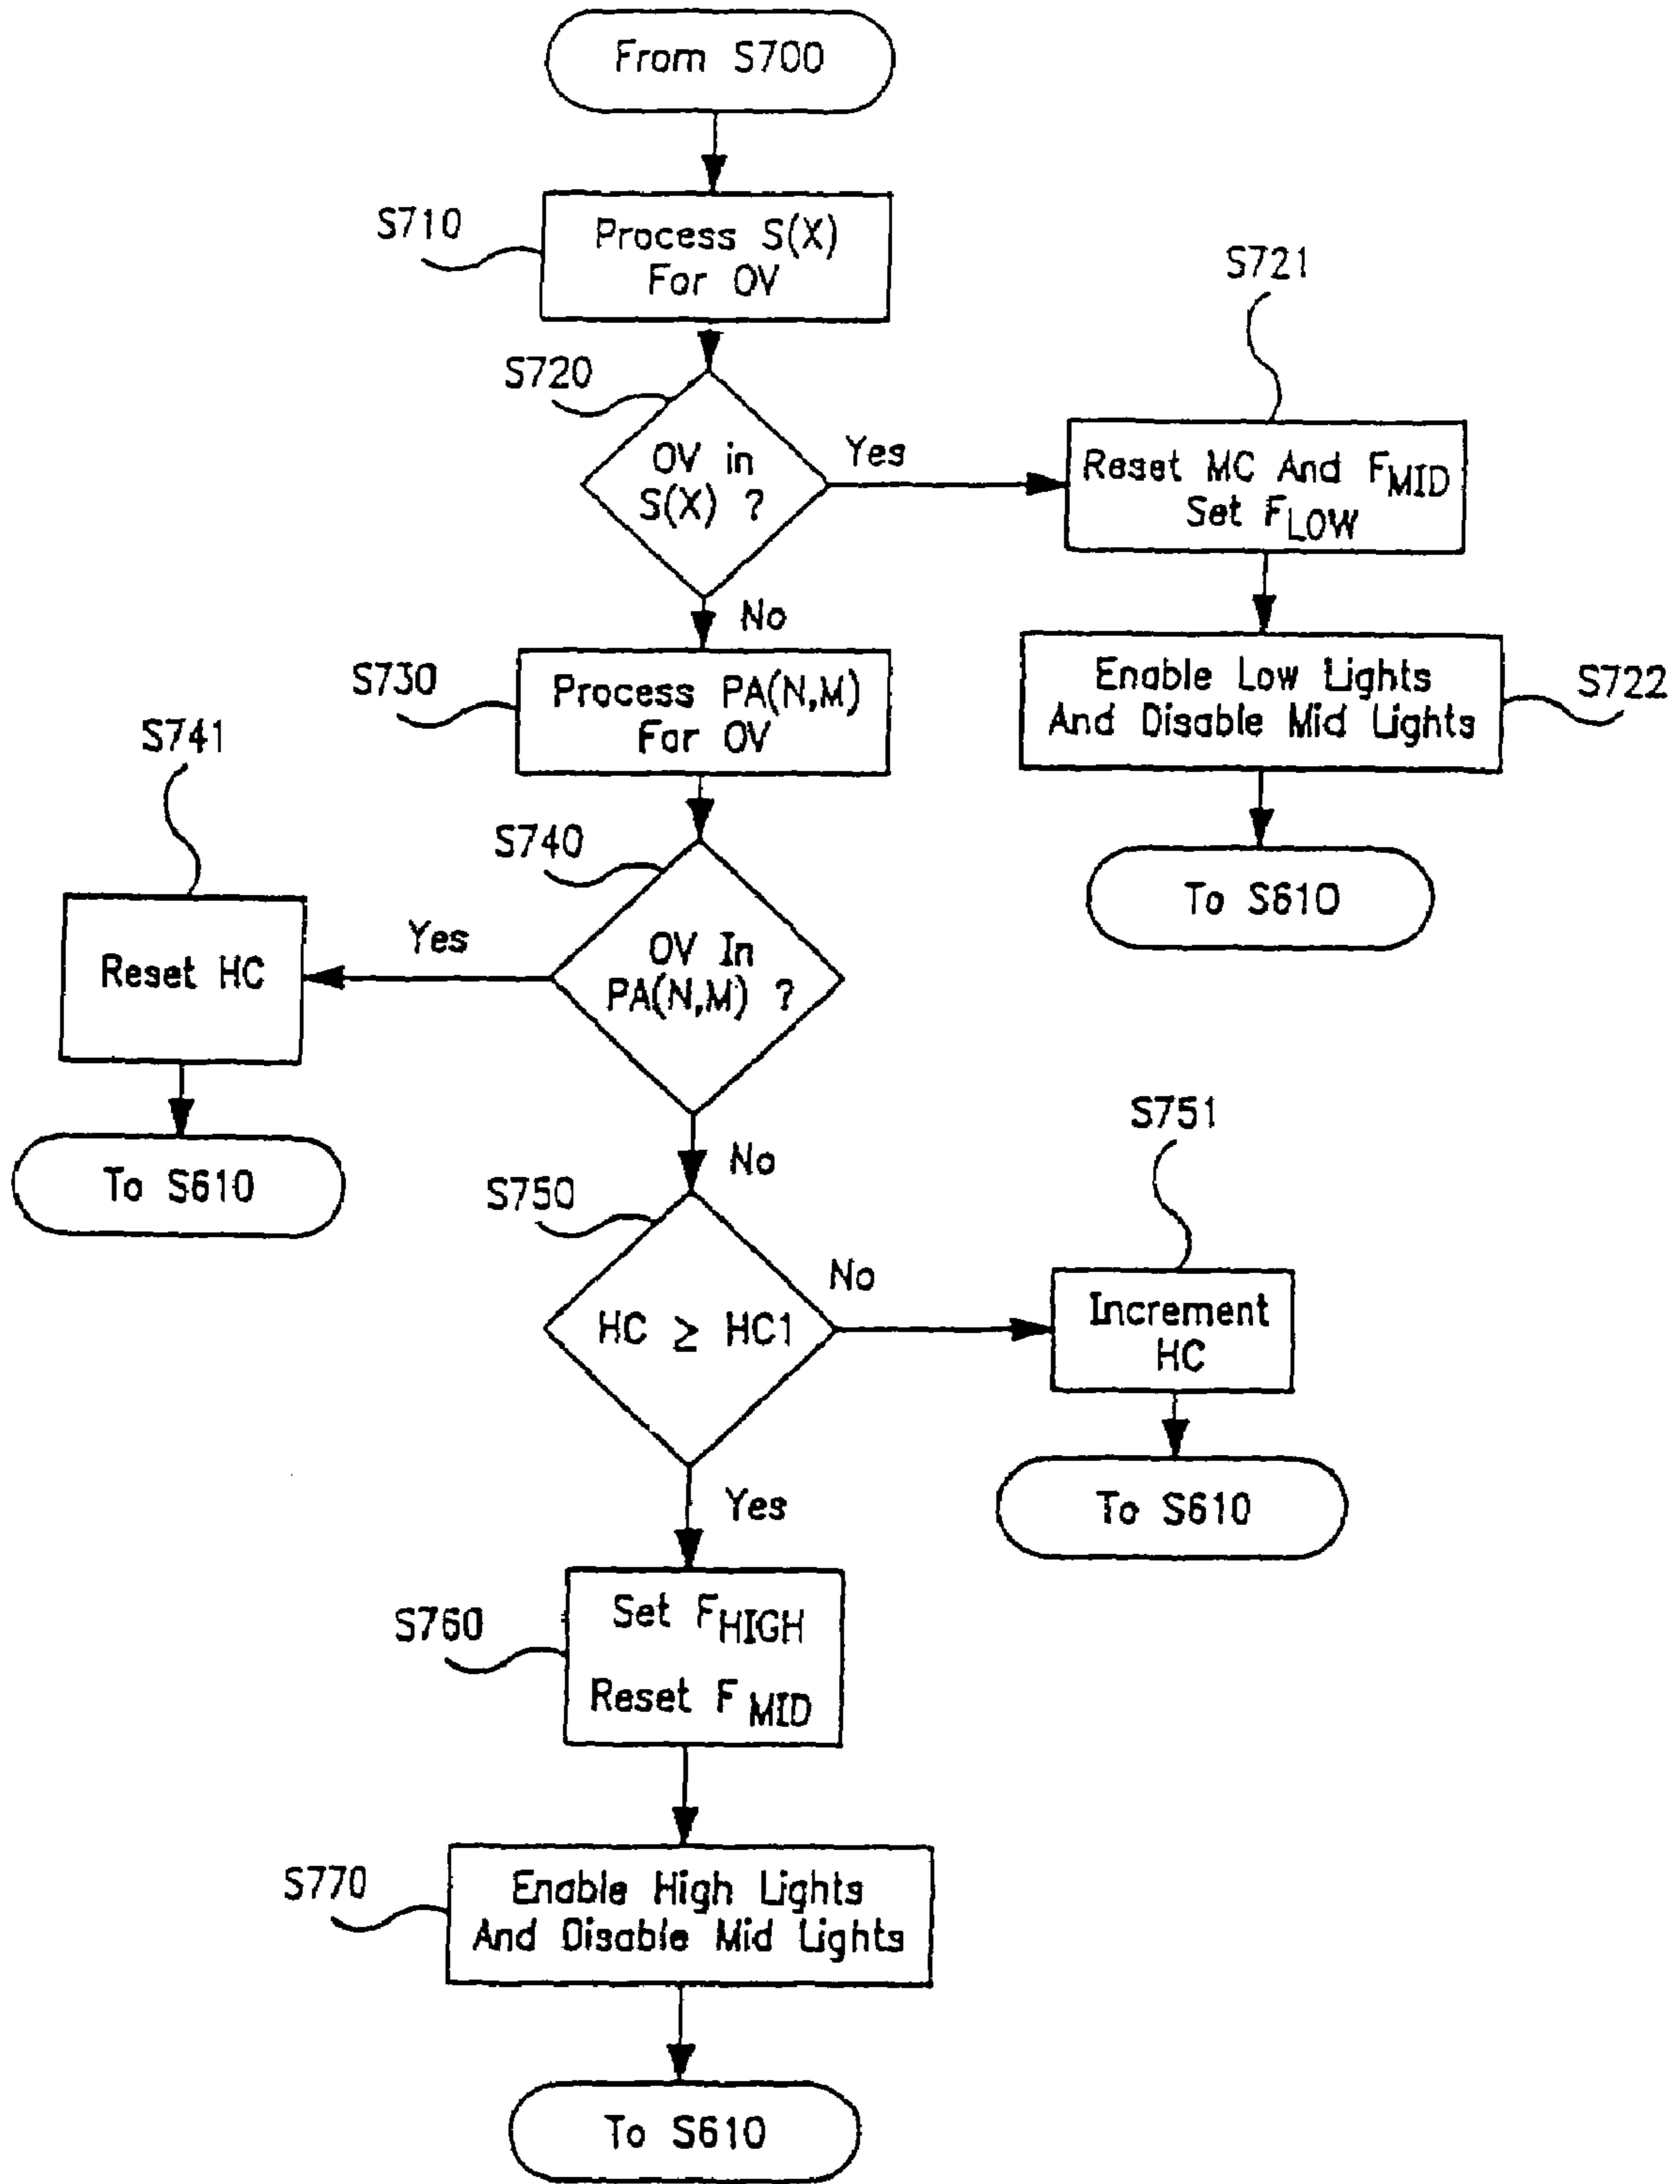 From S700
S710
Process S(X)
For OV
S720
OV in
S(X) ?
Yes
S721
Reset MC And FMID
Set FLOW
No
S730
Process PA(N,M)
For OV
Enable Low Lights
And Disable Mid Lights
S722
To S610
S740
OV In
PA(N,M) ?
Yes
S741
Reset HC
To S610
No
S750
HC ≥ HC1
No
S751
Increment
HC
To S610
Yes
S760
Set FHIGH
Reset FMID
S770
Enable High Lights
And Disable Mid Lights
To S610